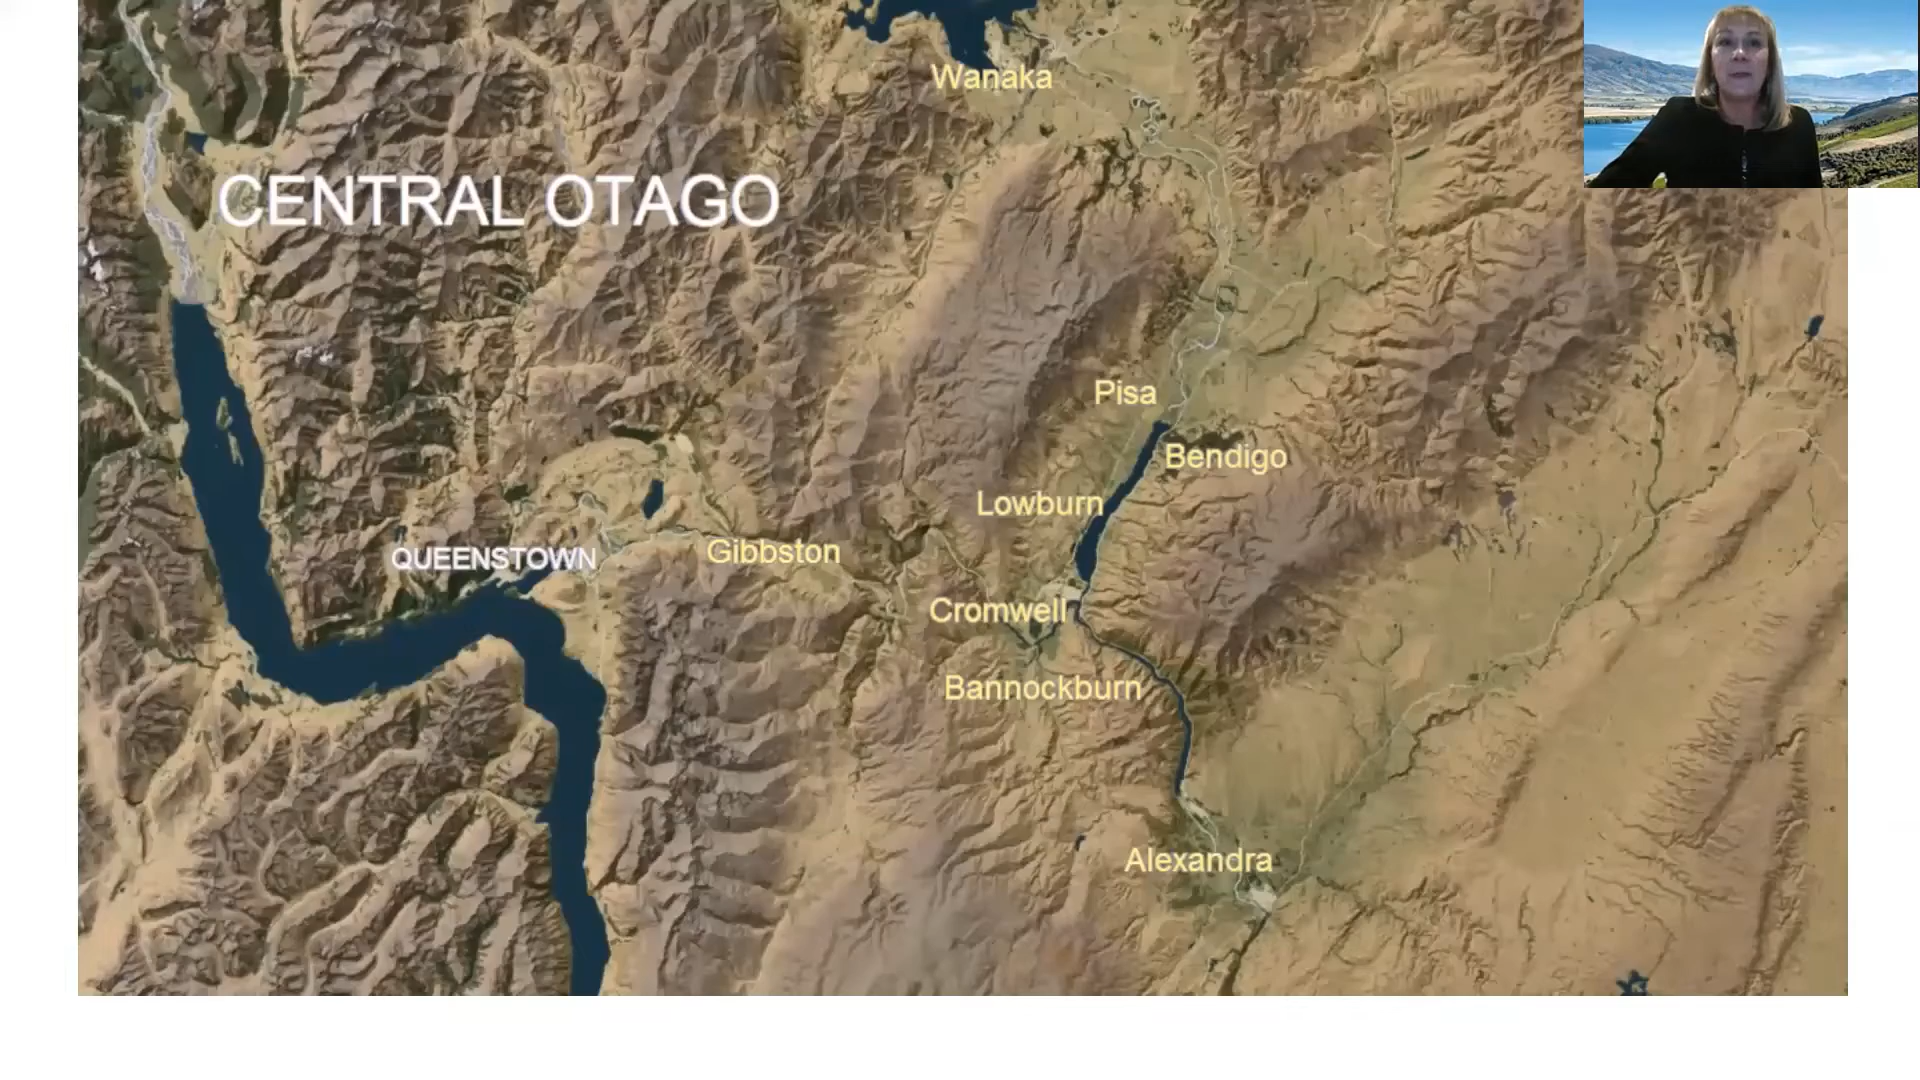 Wanaka
CENTRAL OTAGO
Pisa
Bendigo
Lowburn
QUEENSTOWN
Gibbston
Cromwell
Bannockburn
Alexandra